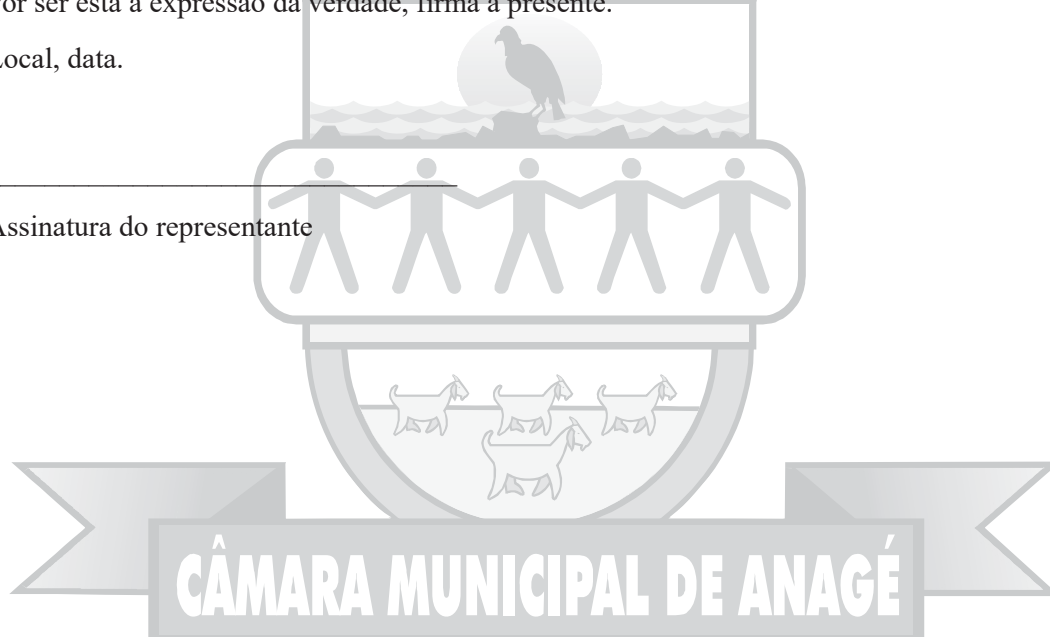 por ser esta a expressão da verdade, firma a presente.
Local, data.
Assinatura do representante
CÂMARA MUNICIPAL DE ANAGÉ